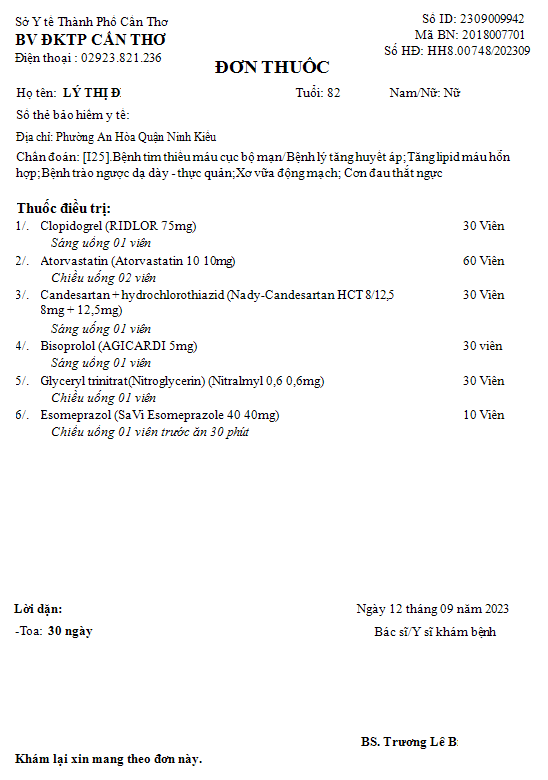 Sở Y tế Thành Phố Cần Thơ
BV ĐKTP CẦN THƠ
Điện thoại : 02923.821.236
Số ID: 2309009942
Mã BN: 2018007701
Số HĐ: HH8.00748/202309
ĐƠN THUỐC
Họ tên: LÝ THỊ Đ
Tuổi: 82
Nam/Nữ: Nữ
Số thẻ bảo hiểm y tế:
Địa chỉ: Phường An Hòa Quận Ninh Kiều
Chẩn đoán: [I25].Bệnh tim thiếu máu cục bộ mạn/Bệnh lý tăng huyết áp; Tăng lipid máu hỗn
hợp; Bệnh trào ngược dạ dày - thực quản; Xơ vữa động mạch; Cơn đau thắt ngực
Thuốc điều trị:
1/. Clopidogrel (RIDLOR 75mg) 30 Viên
Sáng uống 01 viên
2/. Atorvastatin (Atorvastatin 10 10mg) 60 Viên
Chiều uống 02 viên
3/. Candesartan + hydrochlorothiazid (Nady-Candesartan HCT 8/12,5 30 Viên
8mg + 12,5mg)
Sáng uống 01 viên
4/. Bisoprolol (AGICARDI 5mg) 30 viên
Sáng uống 01 viên
5/. Glyceryl trinitrat(Nitroglycerin) (Nitralmyl 0,6 0,6mg) 30 Viên
Chiều uống 01 viên
6/. Esomeprazol (SaVi Esomeprazole 40 40mg) 10 Viên
Chiều uống 01 viên trước ăn 30 phút
Lời dặn:
-Toa: 30 ngày
Ngày 12 tháng 09 năm 2023
Bác sĩ/Y sĩ khám bệnh
BS. Trương Lê B
Khám lại xin mang theo đơn này.